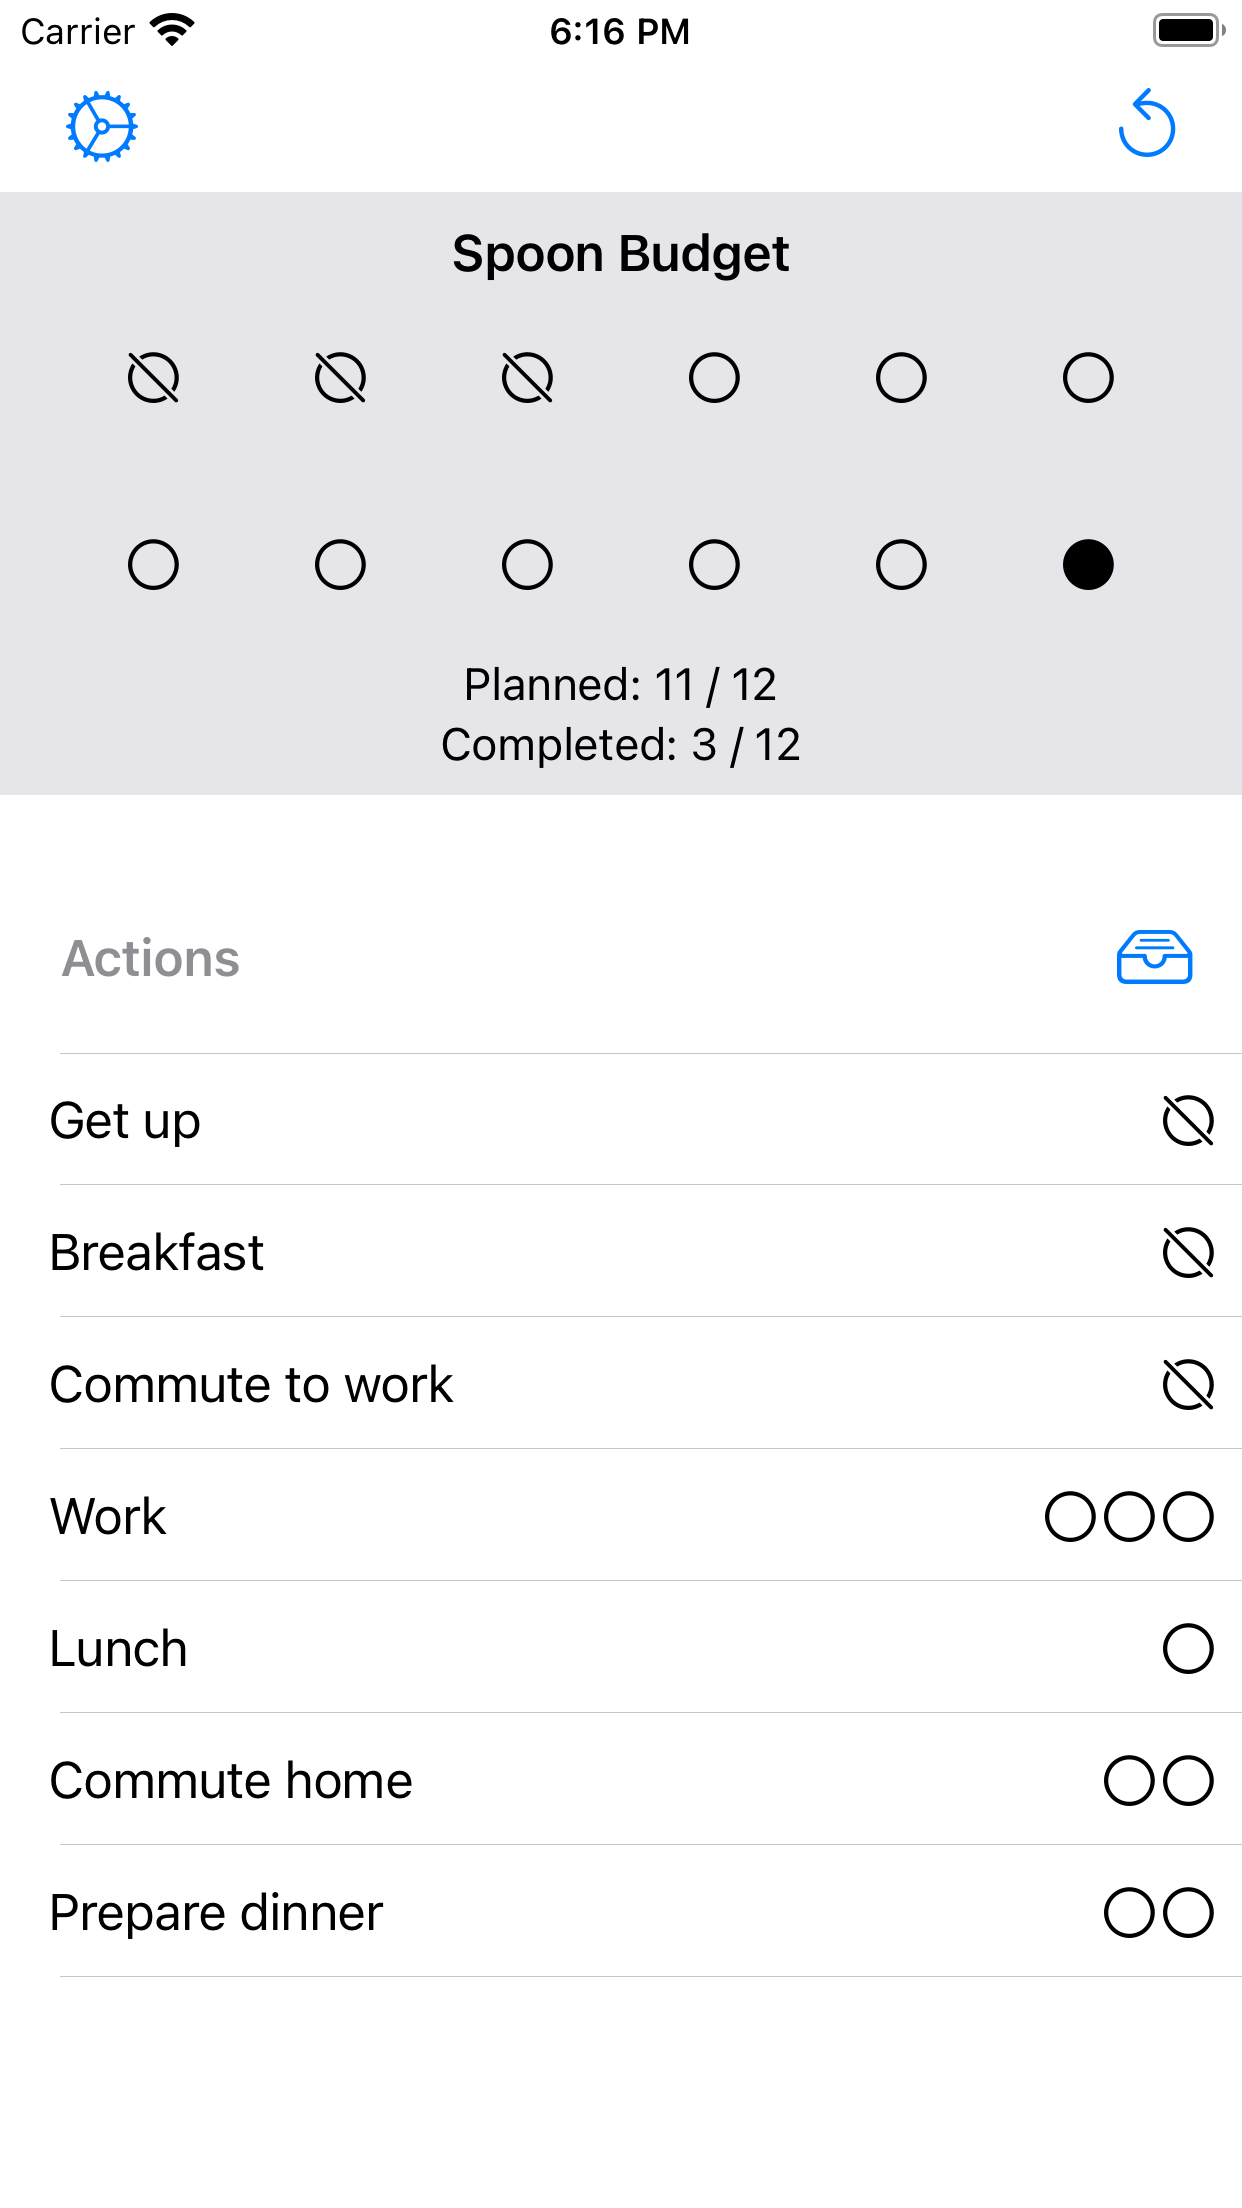 Carrier 6:16 PM
Spoon Budget
Planned: 11 / 12
Completed: 3 / 12
Actions
Get up
Breakfast
Commute to work
Work
Lunch
Commute home
Prepare dinner